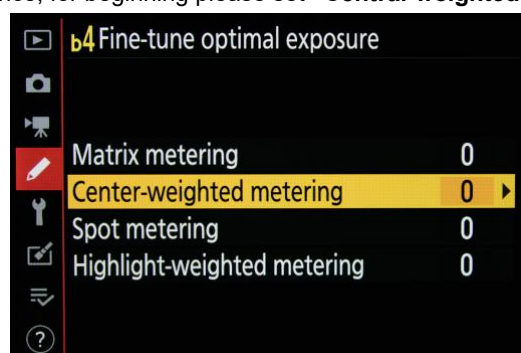 b4 Fine-tune optimal exposure
Matrix metering 0
Center-weighted metering 0
Spot metering 0
Highlight-weighted metering 0
?